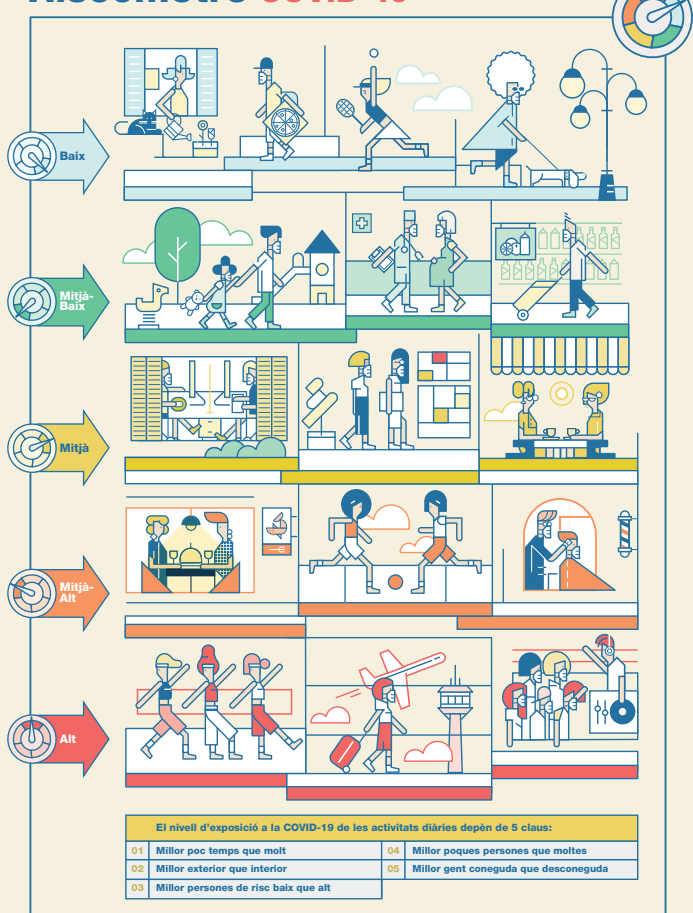 Riscòmetre COVID-19
Baix
Mitjà-
Baix
Mitjà
Mitjà-
Alt
Alt
El nivell d'exposició a la COVID-19 de les activitats diàries depèn de 5 claus:
01 Millor poc temps que molt
02 Millor exterior que interior
03 Millor persones de risc baix que alt
04 Millor poques persones que moltes
05 Millor gent coneguda que desconeguda